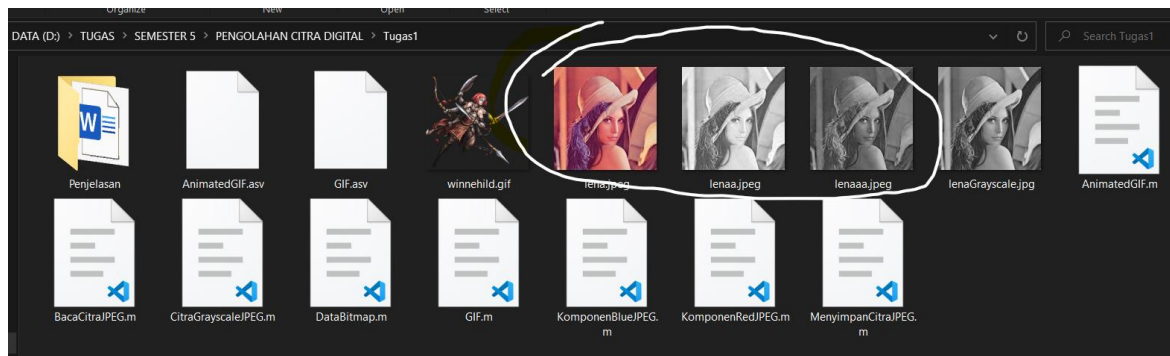 Organize New Open Select
DATA (D:) > TUGAS > SEMESTER 5 > PENGOLAHAN CITRA DIGITAL > Tugas1
Search Tugas1
W
Penjelasan AnimatedGIF.asv GIF.asv winnehild.gif lena.jpeg lenaa.jpeg lenaaa.jpeg lenaGrayscale.jpg AnimatedGIF.m
BacaCitraJPEG.m CitraGrayscaleJPEG.m DataBitmap.m GIF.m KomponenBlueJPEG. KomponenRedJPEG.m MenyimpanCitraJPEG.
m m